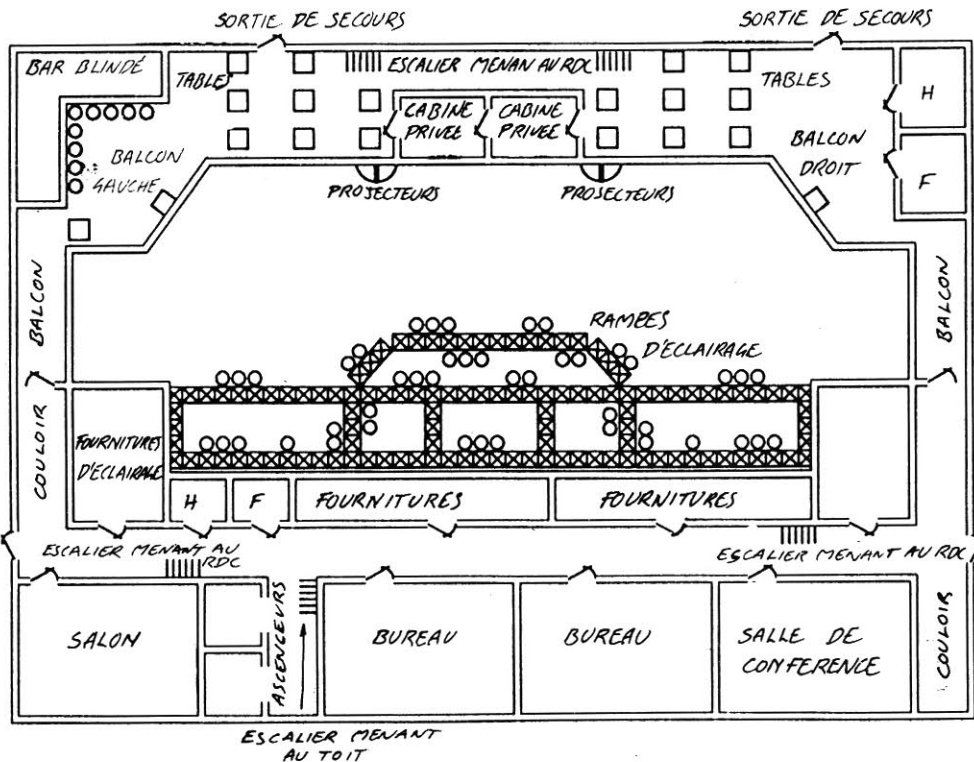 SORTIE DE SECOURS
SORTIE DE SECOURS
BAR BLINDÉ
TABLES
ESCALIER MENAN AU RDC
TABLES
H
CABINE
PRIVEE
CABINE
PRIVEE
BALCON
GAUCHE
BALCON
DROIT
F
PROJECTEURS
PROJECTEURS
BALCON
BALCON
RAMBES
D'ECLAIRAGE
COULOIR
FOURNITURES
D'ECLAIRAGE
H
F
FOURNITURES
FOURNITURES
ESCALIER MENANT AU
RDC
ESCALIER MENANT AU RDC
SALON
ASCENCEURS
BUREAU
BUREAU
SALLE DE
CONFERENCE
COULOIR
ESCALIER MENANT
AU TOIT